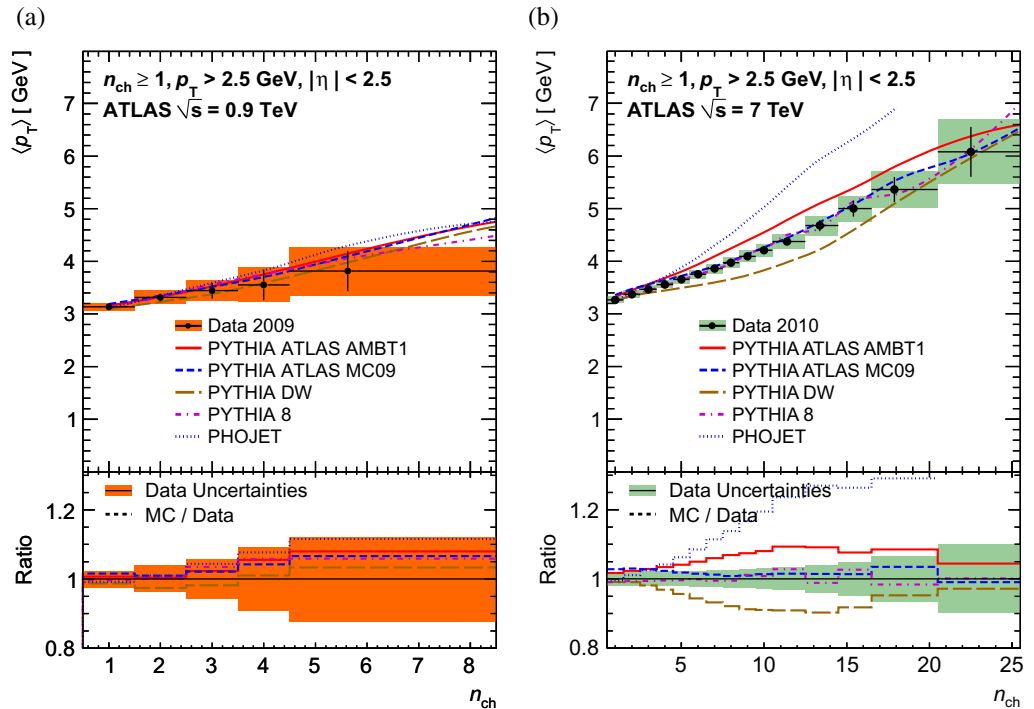 (a)
⟨p_T⟩ [ GeV ]
n_ch ≥ 1, p_T > 2.5 GeV, |η| < 2.5
ATLAS √s = 0.9 TeV
7
6
5
4
3
2
1
Data 2009
PYTHIA ATLAS AMBT1
PYTHIA ATLAS MC09
PYTHIA DW
PYTHIA 8
PHOJET
Ratio
1.2
1
0.8
Data Uncertainties
MC / Data
1 2 3 4 5 6 7 8
n_ch
(b)
⟨p_T⟩ [ GeV ]
n_ch ≥ 1, p_T > 2.5 GeV, |η| < 2.5
ATLAS √s = 7 TeV
7
6
5
4
3
2
1
Data 2010
PYTHIA ATLAS AMBT1
PYTHIA ATLAS MC09
PYTHIA DW
PYTHIA 8
PHOJET
Ratio
1.2
1
0.8
Data Uncertainties
MC / Data
5 10 15 20 25
n_ch